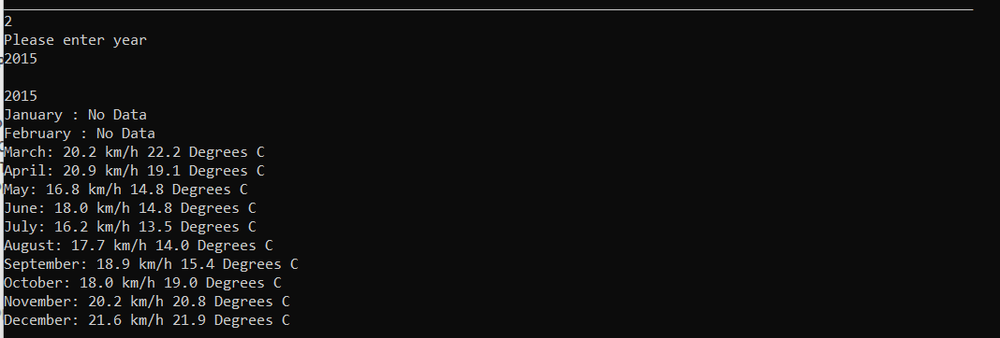 2
Please enter year
2015
2015
January : No Data
February : No Data
March: 20.2 km/h 22.2 Degrees C
April: 20.9 km/h 19.1 Degrees C
May: 16.8 km/h 14.8 Degrees C
June: 18.0 km/h 14.8 Degrees C
July: 16.2 km/h 13.5 Degrees C
August: 17.7 km/h 14.0 Degrees C
September: 18.9 km/h 15.4 Degrees C
October: 18.0 km/h 19.0 Degrees C
November: 20.2 km/h 20.8 Degrees C
December: 21.6 km/h 21.9 Degrees C